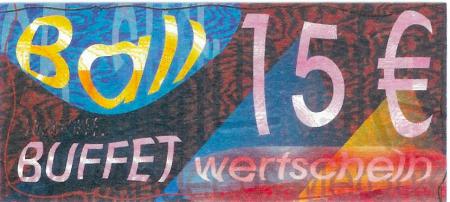 Ball
15 €
BUFFET
wertschein